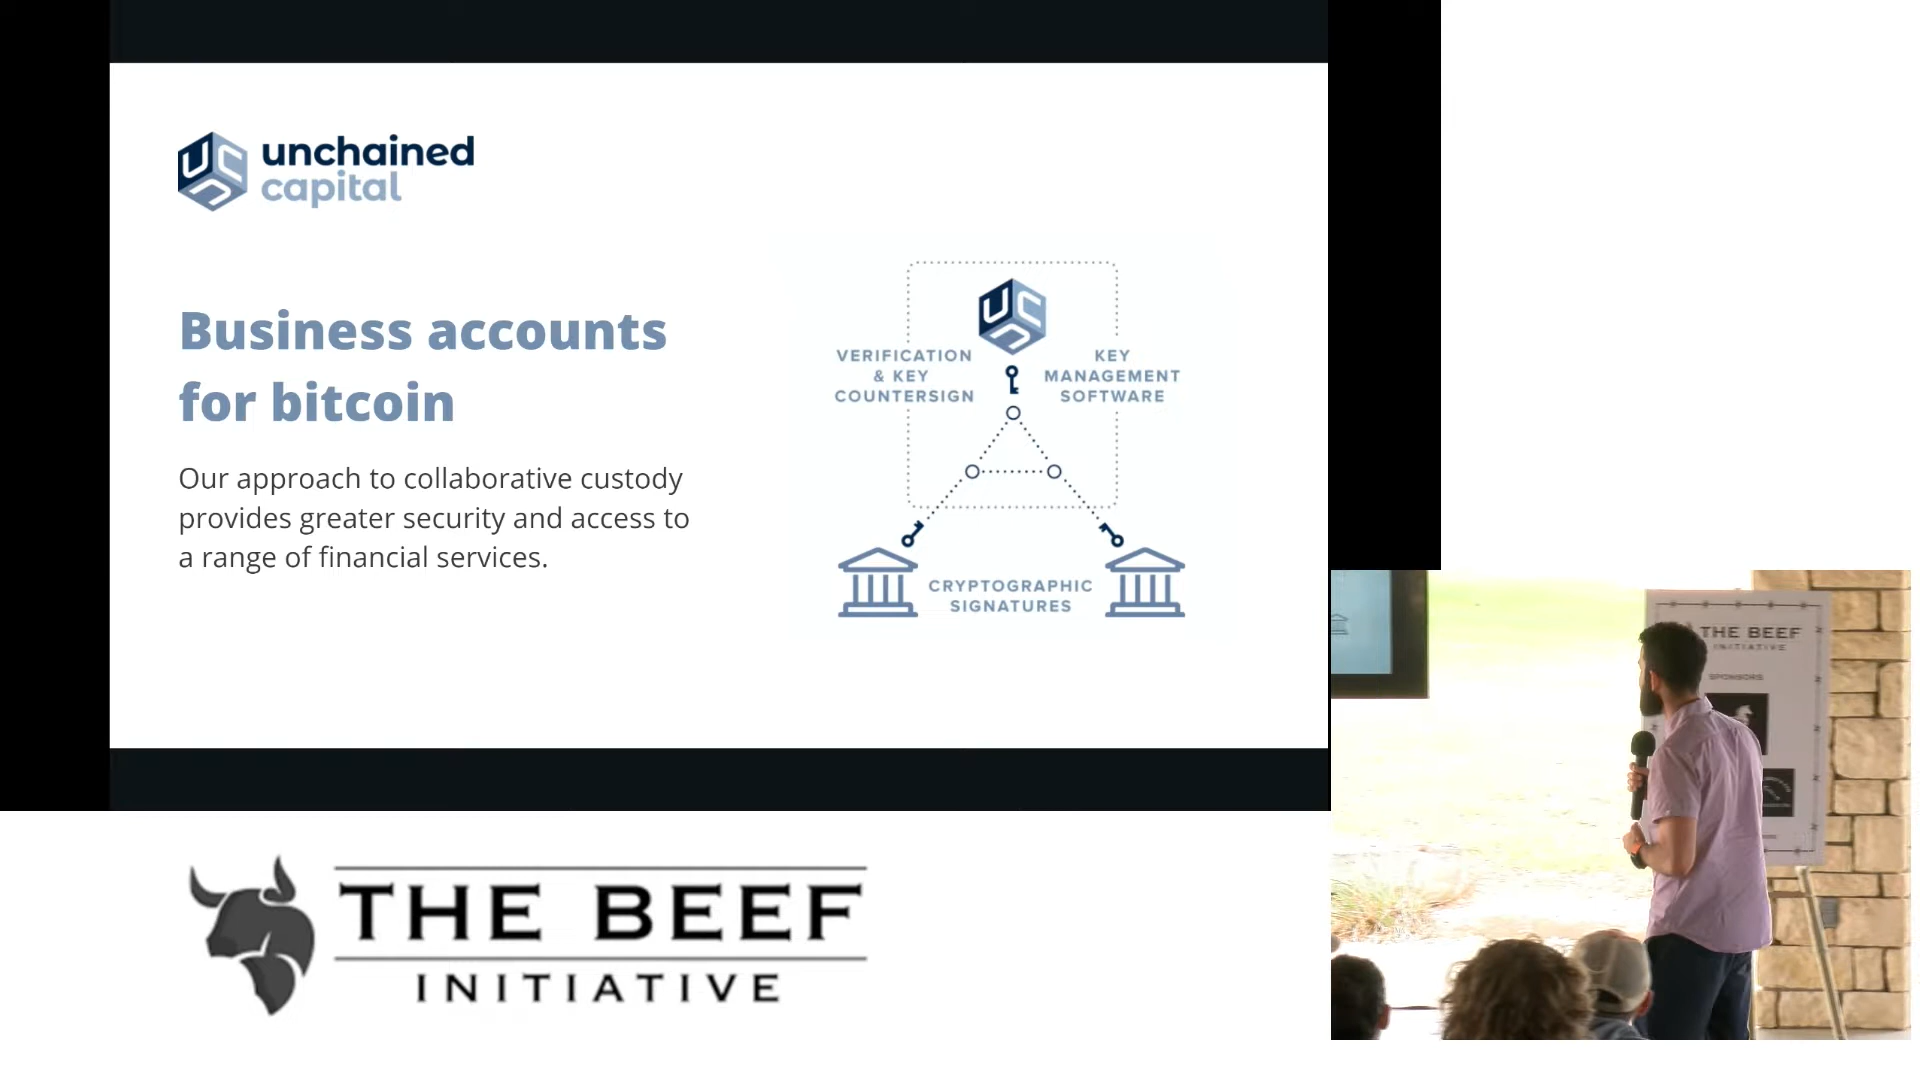 unchained
capital
Business accounts
for bitcoin
Our approach to collaborative custody
provides greater security and access to
a range of financial services.
VERIFICATION
& KEY
COUNTERSIGN
KEY
MANAGEMENT
SOFTWARE
CRYPTOGRAPHIC
SIGNATURES
THE BEEF
INITIATIVE
SPONSORS
THE BEEF
INITIATIVE